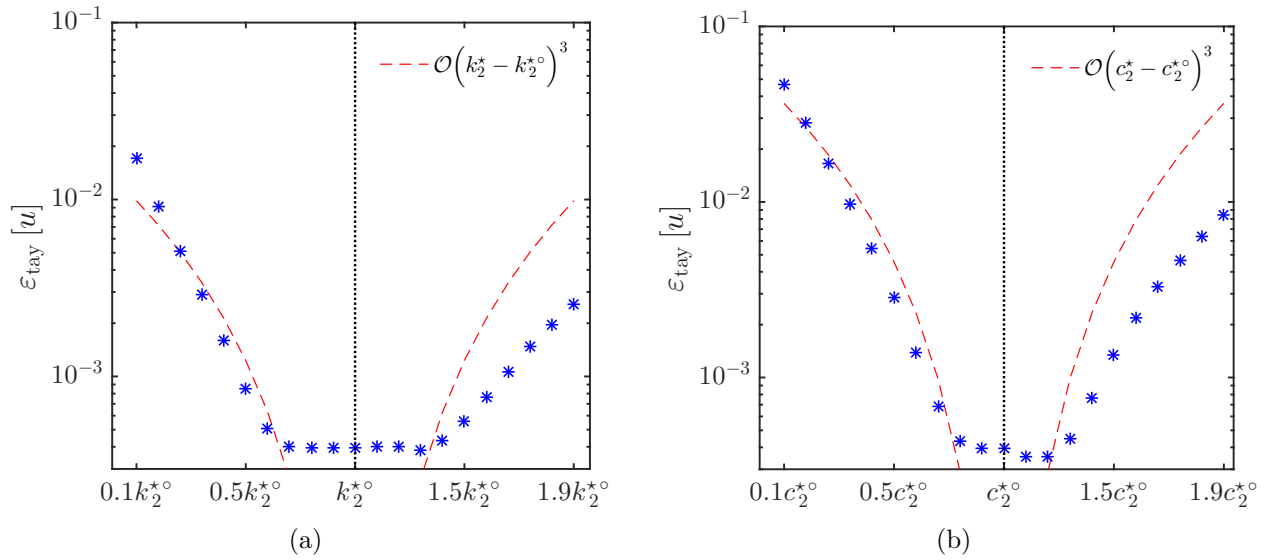 10⁻¹
10⁻²
10⁻³
ε_tay [u]
O(k₂* − k₂*°)³
0.1k₂*° 0.5k₂*° k₂*° 1.5k₂*° 1.9k₂*°
(a)
10⁻¹
10⁻²
10⁻³
ε_tay [u]
O(c₂* − c₂*°)³
0.1c₂*° 0.5c₂*° c₂*° 1.5c₂*° 1.9c₂*°
(b)